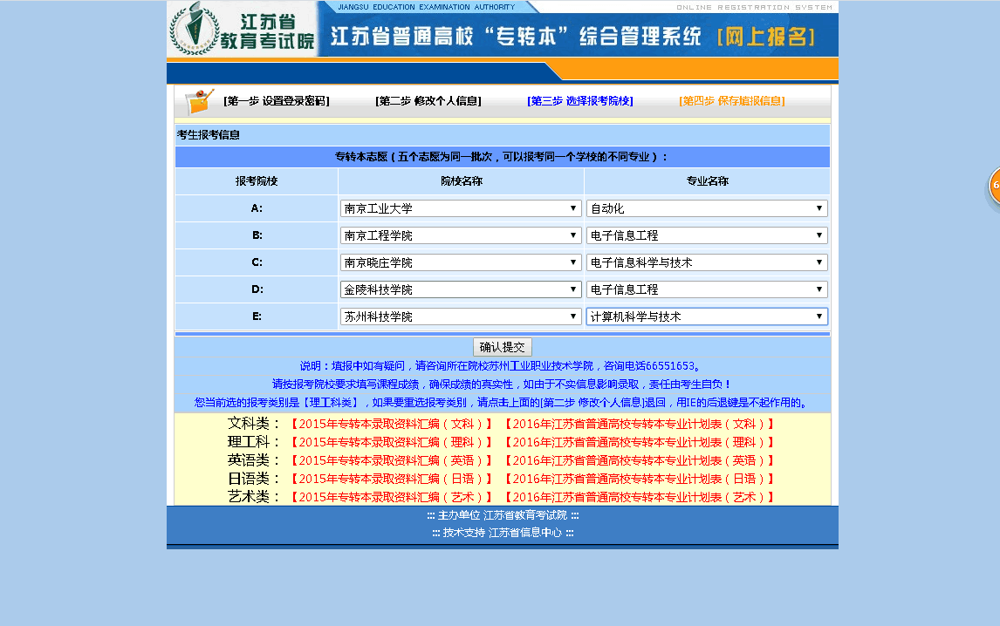 JIANGSU EDUCATION EXAMINATION AUTHORITY
ONLINE REGISTRATION SYSTEM
江苏省
教育考试院
江苏省普通高校“专转本”综合管理系统 [网上报名]
[第一步 设置登录密码] [第二步 修改个人信息] [第三步 选择报考院校] [第四步 保存填报信息]
考生报考信息
专转本志愿（五个志愿为同一批次，可以报考同一个学校的不同专业）：
报考院校 院校名称 专业名称
A: 南京工业大学 自动化
B: 南京工程学院 电子信息工程
C: 南京晓庄学院 电子信息科学与技术
D: 金陵科技学院 电子信息工程
E: 苏州科技学院 计算机科学与技术
确认提交
说明：填报中如有疑问，请咨询所在院校苏州工业职业技术学院，咨询电话66551653。
请按报考院校要求填写课程成绩，确保成绩的真实性，如由于不实信息影响录取，责任由考生自负！
您当前选的报考类别是【理工科类】，如果要重选报考类别，请点击上面的[第二步 修改个人信息]退回，用IE的后退键是不起作用的。
文科类： 【2015年专转本录取资料汇编（文科）】 【2016年江苏省普通高校专转本专业计划表（文科）】
理工科： 【2015年专转本录取资料汇编（理科）】 【2016年江苏省普通高校专转本专业计划表（理科）】
英语类： 【2015年专转本录取资料汇编（英语）】 【2016年江苏省普通高校专转本专业计划表（英语）】
日语类： 【2015年专转本录取资料汇编（日语）】 【2016年江苏省普通高校专转本专业计划表（日语）】
艺术类： 【2015年专转本录取资料汇编（艺术）】 【2016年江苏省普通高校专转本专业计划表（艺术）】
::: 主办单位 江苏省教育考试院 :::
::: 技术支持 江苏省信息中心 :::
6